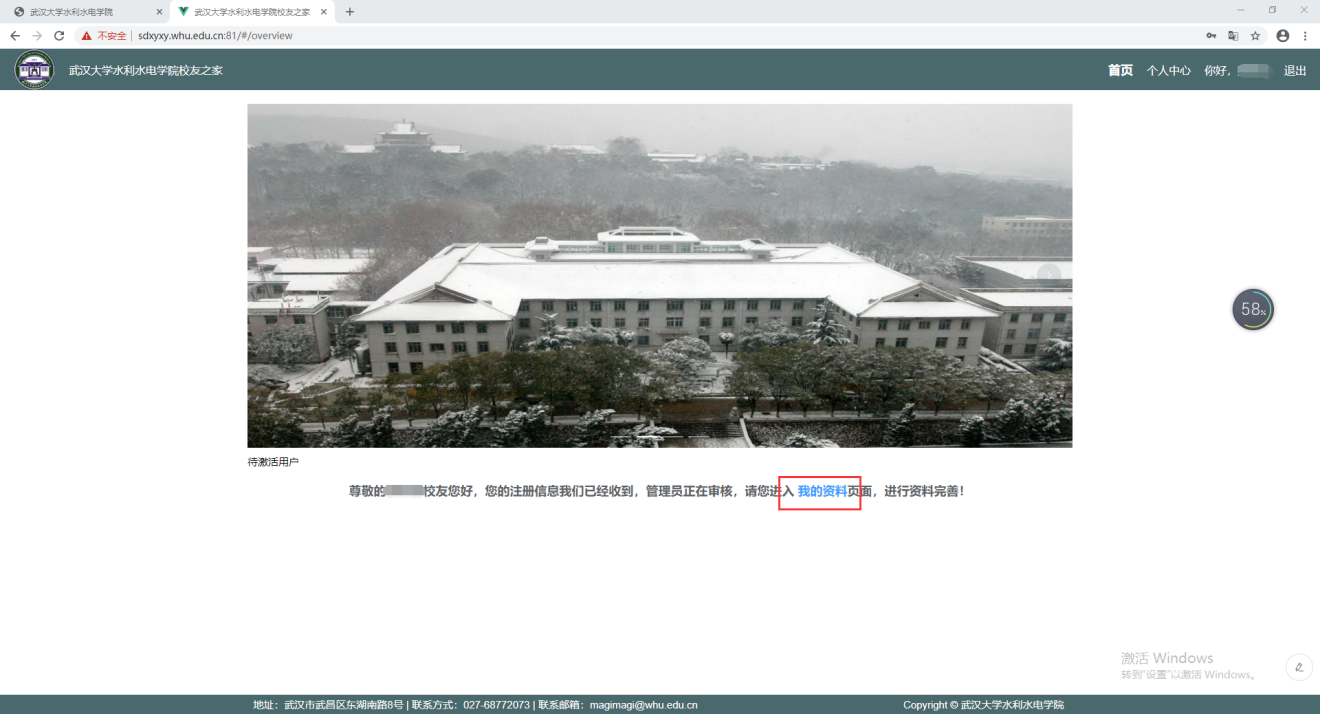 武汉大学水利水电学院
武汉大学水利水电学院校友之家
不安全 sdxyxy.whu.edu.cn:81/#/overview
武汉大学水利水电学院校友之家
首页 个人中心 你好, 退出
58%
待激活用户
尊敬的 校友您好，您的注册信息我们已经收到，管理员正在审核，请您进入 我的资料页面，进行资料完善！
激活 Windows
转到"设置"以激活 Windows。
地址：武汉市武昌区东湖南路8号 | 联系方式：027-68772073 | 联系邮箱：magimagi@whu.edu.cn
Copyright © 武汉大学水利水电学院